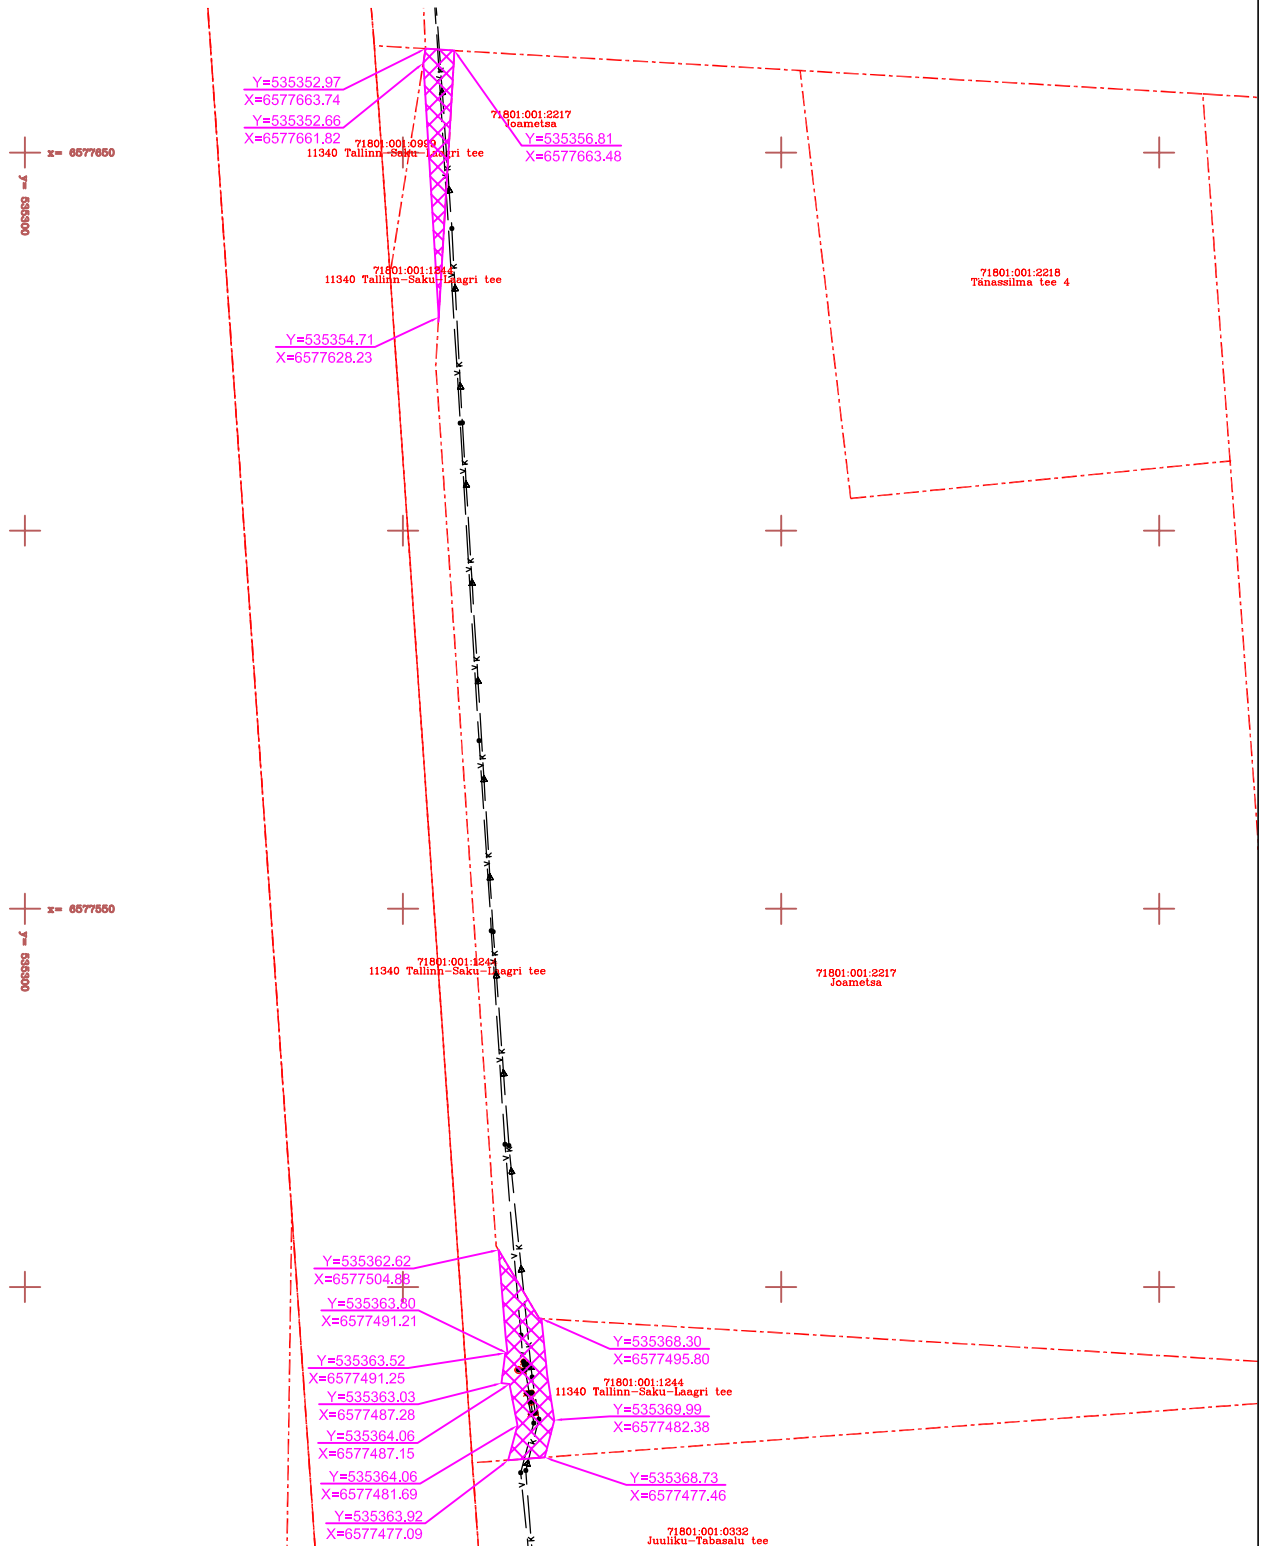 Y=535352.97
X=6577663.74
Y=535352.66
X=6577661.82
71801:001:2217
Joametsa
Y=535356.81
X=6577663.48
71801:001:0999
11340 Tallinn-Saku-Laagri tee
x= 6577650
y= 535300
71801:001:1244
11340 Tallinn-Saku-Laagri tee
71801:001:2218
Tänassilma tee 4
Y=535354.71
X=6577628.23
x= 6577550
y= 535300
71801:001:1244
11340 Tallinn-Saku-Laagri tee
71801:001:2217
Joametsa
Y=535362.62
X=6577504.88
Y=535363.80
X=6577491.21
Y=535368.30
X=6577495.80
Y=535363.52
X=6577491.25
71801:001:1244
11340 Tallinn-Saku-Laagri tee
Y=535363.03
X=6577487.28
Y=535369.99
X=6577482.38
Y=535364.06
X=6577487.15
Y=535364.06
X=6577481.69
Y=535368.73
X=6577477.46
Y=535363.92
X=6577477.09
71801:001:0332
Juuliku-Tabasalu tee